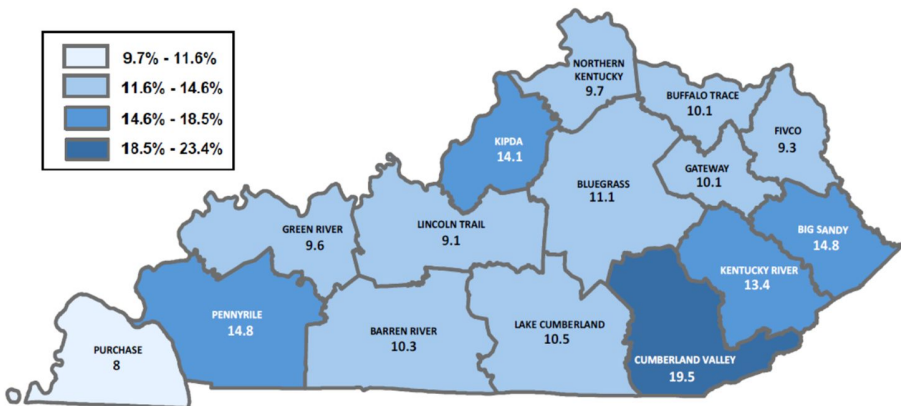 9.7% - 11.6%
11.6% - 14.6%
14.6% - 18.5%
18.5% - 23.4%
NORTHERN
KENTUCKY
9.7
BUFFALO TRACE
10.1
FIVCO
9.3
KIPDA
14.1
GATEWAY
10.1
BLUEGRASS
11.1
GREEN RIVER
9.6
LINCOLN TRAIL
9.1
BIG SANDY
14.8
KENTUCKY RIVER
13.4
PENNYRILE
14.8
BARREN RIVER
10.3
LAKE CUMBERLAND
10.5
PURCHASE
8
CUMBERLAND VALLEY
19.5